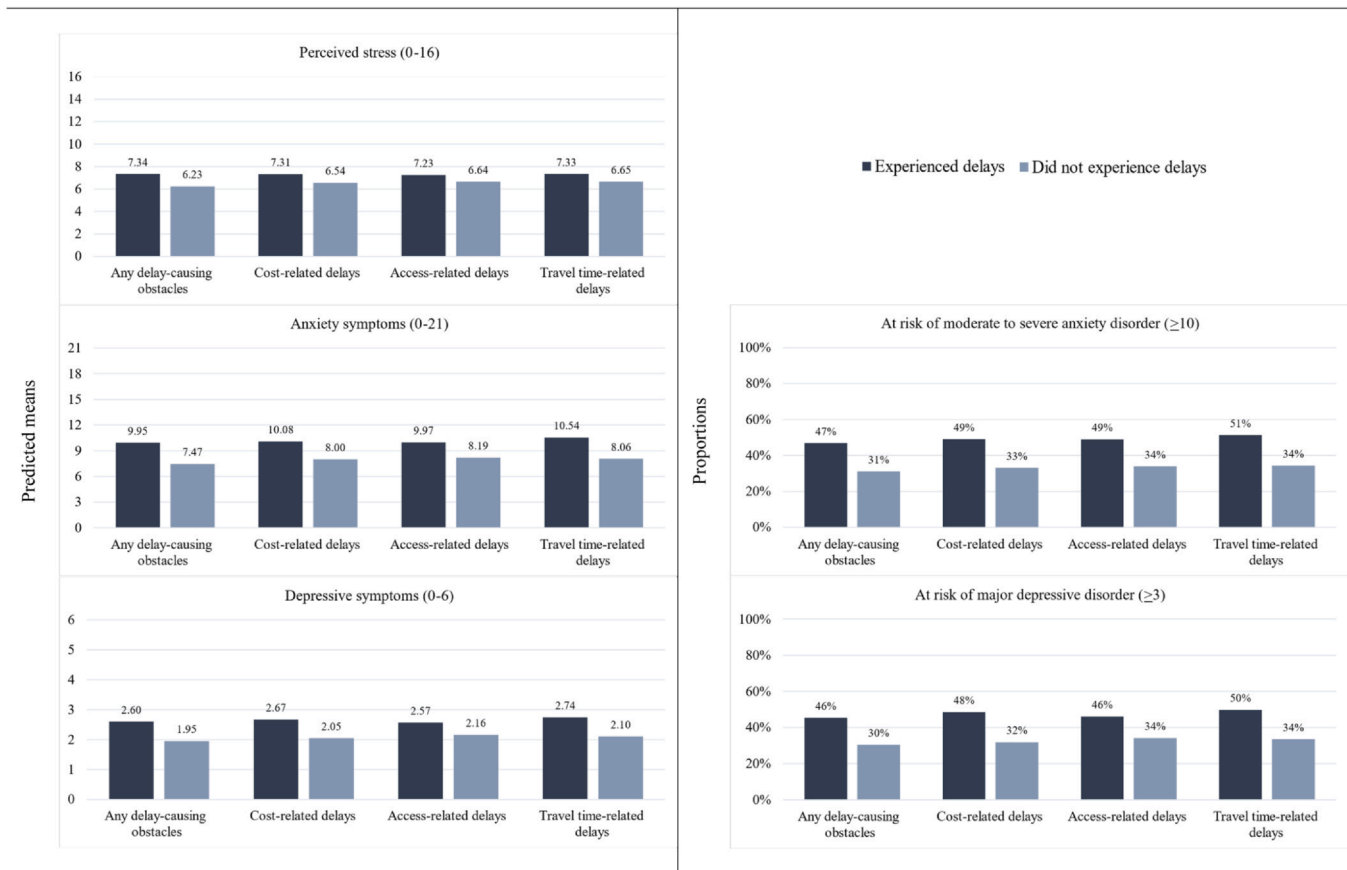 Perceived stress (0-16)
16
14
12
10
8
6
4
2
0
7.34
6.23
7.31
6.54
7.23
6.64
7.33
6.65
Any delay-causing
obstacles
Cost-related delays
Access-related delays
Travel time-related
delays
Experienced delays
Did not experience delays
Predicted means
Anxiety symptoms (0-21)
21
18
15
12
9
6
3
0
9.95
7.47
10.08
8.00
9.97
8.19
10.54
8.06
Any delay-causing
obstacles
Cost-related delays
Access-related delays
Travel time-related
delays
Proportions
At risk of moderate to severe anxiety disorder (≥10)
100%
80%
60%
40%
20%
0%
47%
31%
49%
33%
49%
34%
51%
34%
Any delay-causing
obstacles
Cost-related delays
Access-related delays
Travel time-related
delays
Depressive symptoms (0-6)
6
5
4
3
2
1
0
2.60
1.95
2.67
2.05
2.57
2.16
2.74
2.10
Any delay-causing
obstacles
Cost-related delays
Access-related delays
Travel time-related
delays
At risk of major depressive disorder (≥3)
100%
80%
60%
40%
20%
0%
46%
30%
48%
32%
46%
34%
50%
34%
Any delay-causing
obstacles
Cost-related delays
Access-related delays
Travel time-related
delays